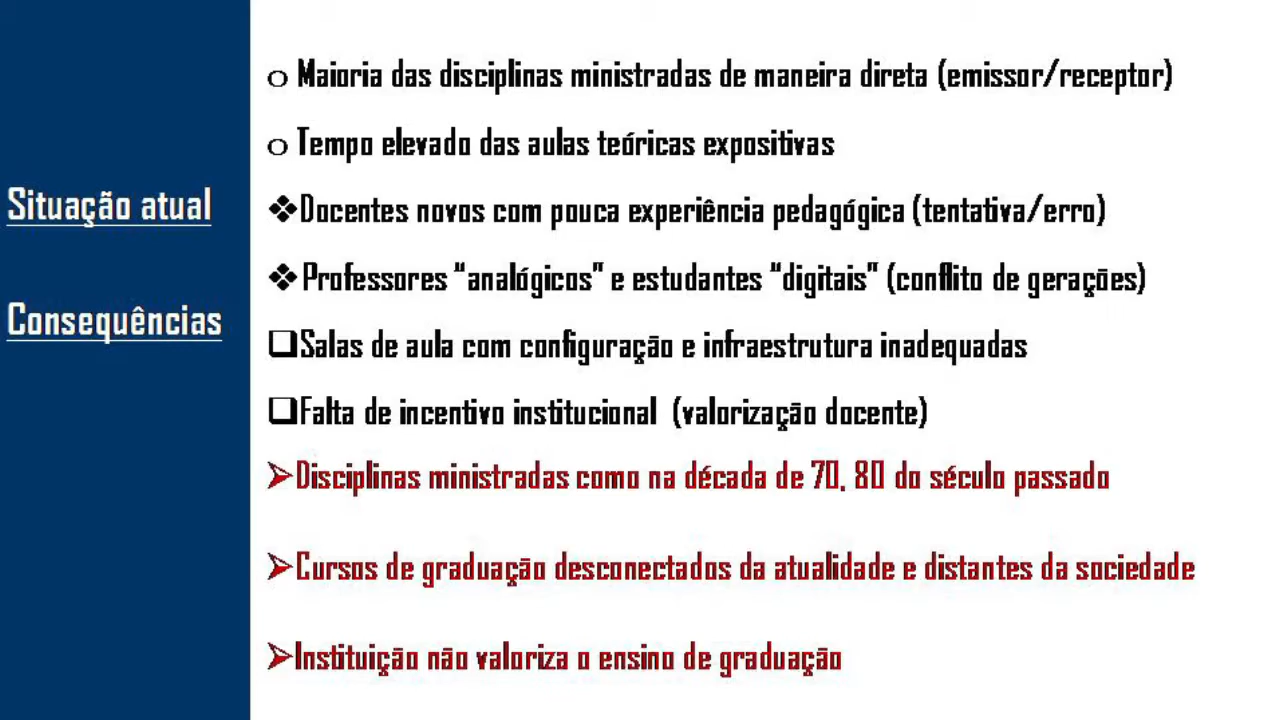 Situação atual
Consequências
o Maioria das disciplinas ministradas de maneira direta (emissor/receptor)
o Tempo elevado das aulas teóricas expositivas
❖Docentes novos com pouca experiência pedagógica (tentativa/erro)
❖Professores “analógicos” e estudantes “digitais” (conflito de gerações)
❑Salas de aula com configuração e infraestrutura inadequadas
❑Falta de incentivo institucional (valorização docente)
➢Disciplinas ministradas como na década de 70, 80 do século passado
➢Cursos de graduação desconectados da atualidade e distantes da sociedade
➢Instituição não valoriza o ensino de graduação